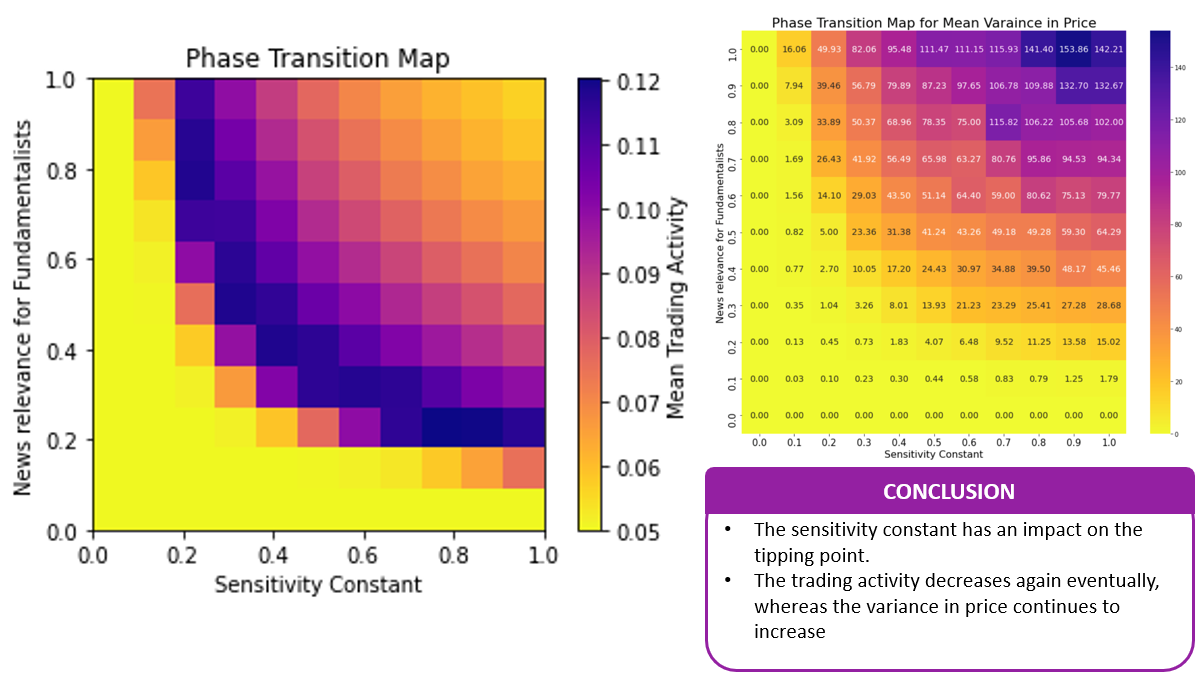 Phase Transition Map
1.0
0.8
0.6
0.4
0.2
0.0
News relevance for Fundamentalists
0.0 0.2 0.4 0.6 0.8 1.0
Sensitivity Constant
0.12
0.11
0.10
0.09
0.08
0.07
0.06
0.05
Mean Trading Activity
Phase Transition Map for Mean Varaince in Price
News relevance for Fundamentalists
1.0 0.00 16.06 49.93 82.06 95.48 111.47 111.15 115.93 141.40 153.86 142.21
0.9 0.00 7.94 39.46 56.79 79.89 87.23 97.65 106.78 109.88 132.70 132.67
0.8 0.00 3.09 33.89 50.37 68.96 78.35 75.00 115.82 106.22 105.68 102.00
0.7 0.00 1.69 26.43 41.92 56.49 65.98 63.27 80.76 95.86 94.53 94.34
0.6 0.00 1.56 14.10 29.03 43.50 51.14 64.40 59.00 80.62 75.13 79.77
0.5 0.00 0.82 5.00 23.36 31.38 41.24 43.26 49.18 49.28 59.30 64.29
0.4 0.00 0.77 2.70 10.05 17.20 24.43 30.97 34.88 39.50 48.17 45.46
0.3 0.00 0.35 1.04 3.26 8.01 13.93 21.23 23.29 25.41 27.28 28.68
0.2 0.00 0.13 0.45 0.73 1.83 4.07 6.48 9.52 11.25 13.58 15.02
0.1 0.00 0.03 0.10 0.23 0.30 0.44 0.58 0.83 0.79 1.25 1.79
0.0 0.00 0.00 0.00 0.00 0.00 0.00 0.00 0.00 0.00 0.00 0.00
0.0 0.1 0.2 0.3 0.4 0.5 0.6 0.7 0.8 0.9 1.0
Sensitivity Constant
140
120
100
80
60
40
20
0
CONCLUSION
• The sensitivity constant has an impact on the
tipping point.
• The trading activity decreases again eventually,
whereas the variance in price continues to
increase